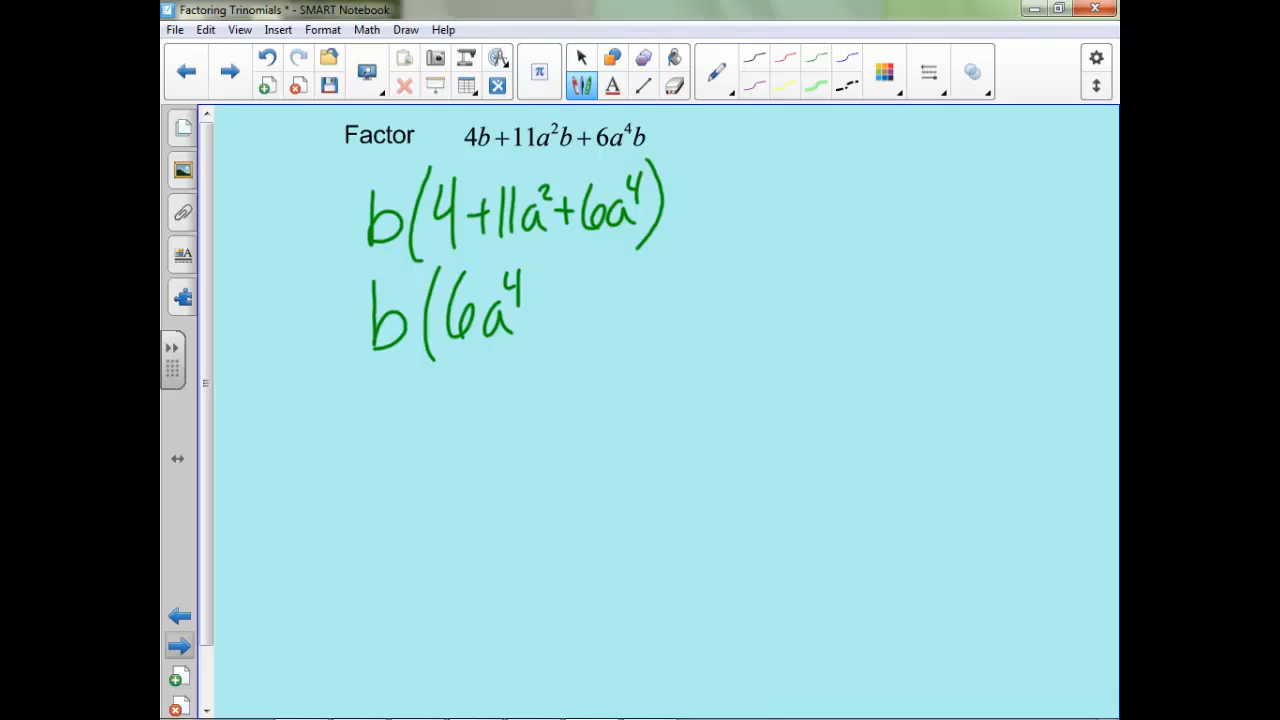 Factoring Trinomials * - SMART Notebook
File Edit View Insert Format Math Draw Help
π
A
Factor 4b+11a²b+6a⁴b
b(4+11a²+6a⁴)
b(6a⁴